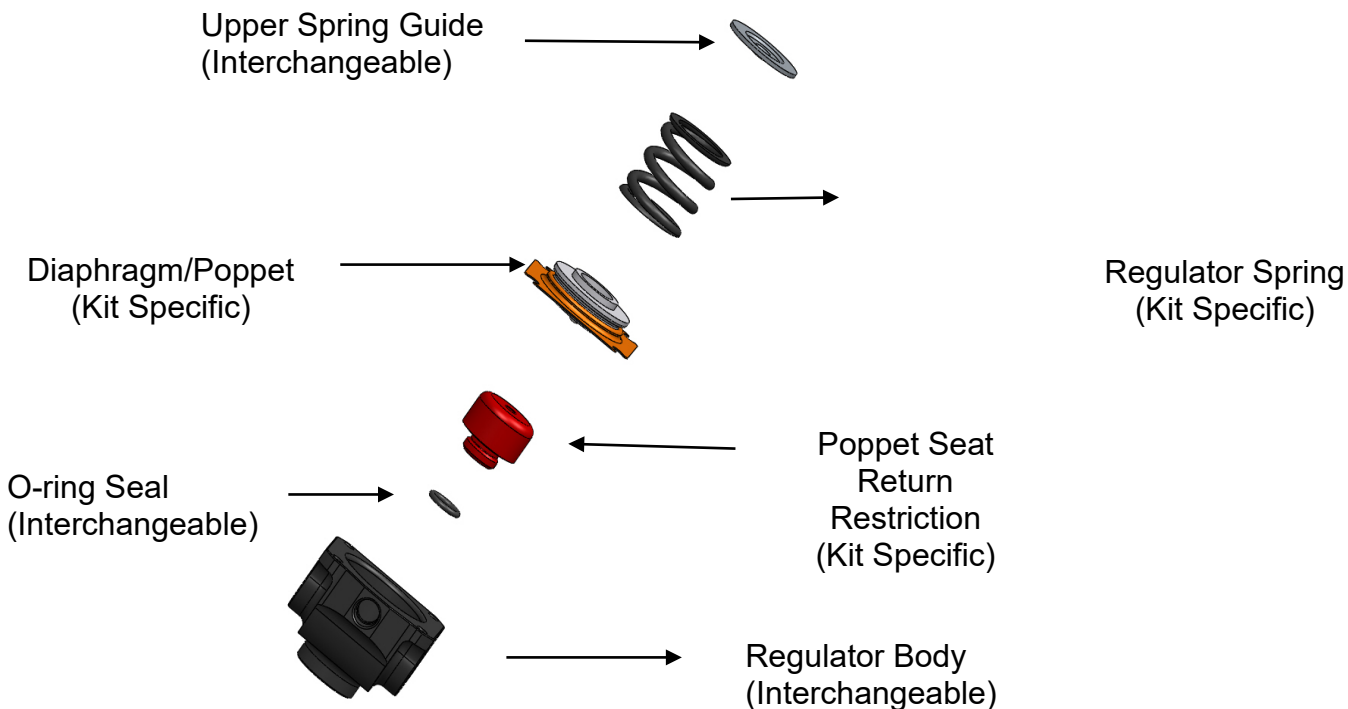 Upper Spring Guide
(Interchangeable)
Diaphragm/Poppet
(Kit Specific)
Regulator Spring
(Kit Specific)
Poppet Seat
Return
Restriction
(Kit Specific)
O-ring Seal
(Interchangeable)
Regulator Body
(Interchangeable)